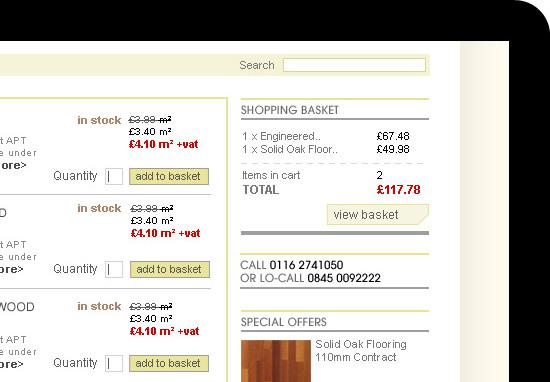 Search
in stock £3.99 m²
£3.40 m²
£4.10 m² +vat
t APT
e under
ore>
Quantity add to basket
D
in stock £3.99 m²
£3.40 m²
£4.10 m² +vat
t APT
e under
ore>
Quantity add to basket
WOOD
in stock £3.99 m²
£3.40 m²
£4.10 m² +vat
t APT
e under
ore>
Quantity add to basket
SHOPPING BASKET
1 x Engineered.. £67.48
1 x Solid Oak Floor.. £49.98
Items in cart 2
TOTAL £117.78
view basket
CALL 0116 2741050
OR LO-CALL 0845 0092222
SPECIAL OFFERS
Solid Oak Flooring
110mm Contract